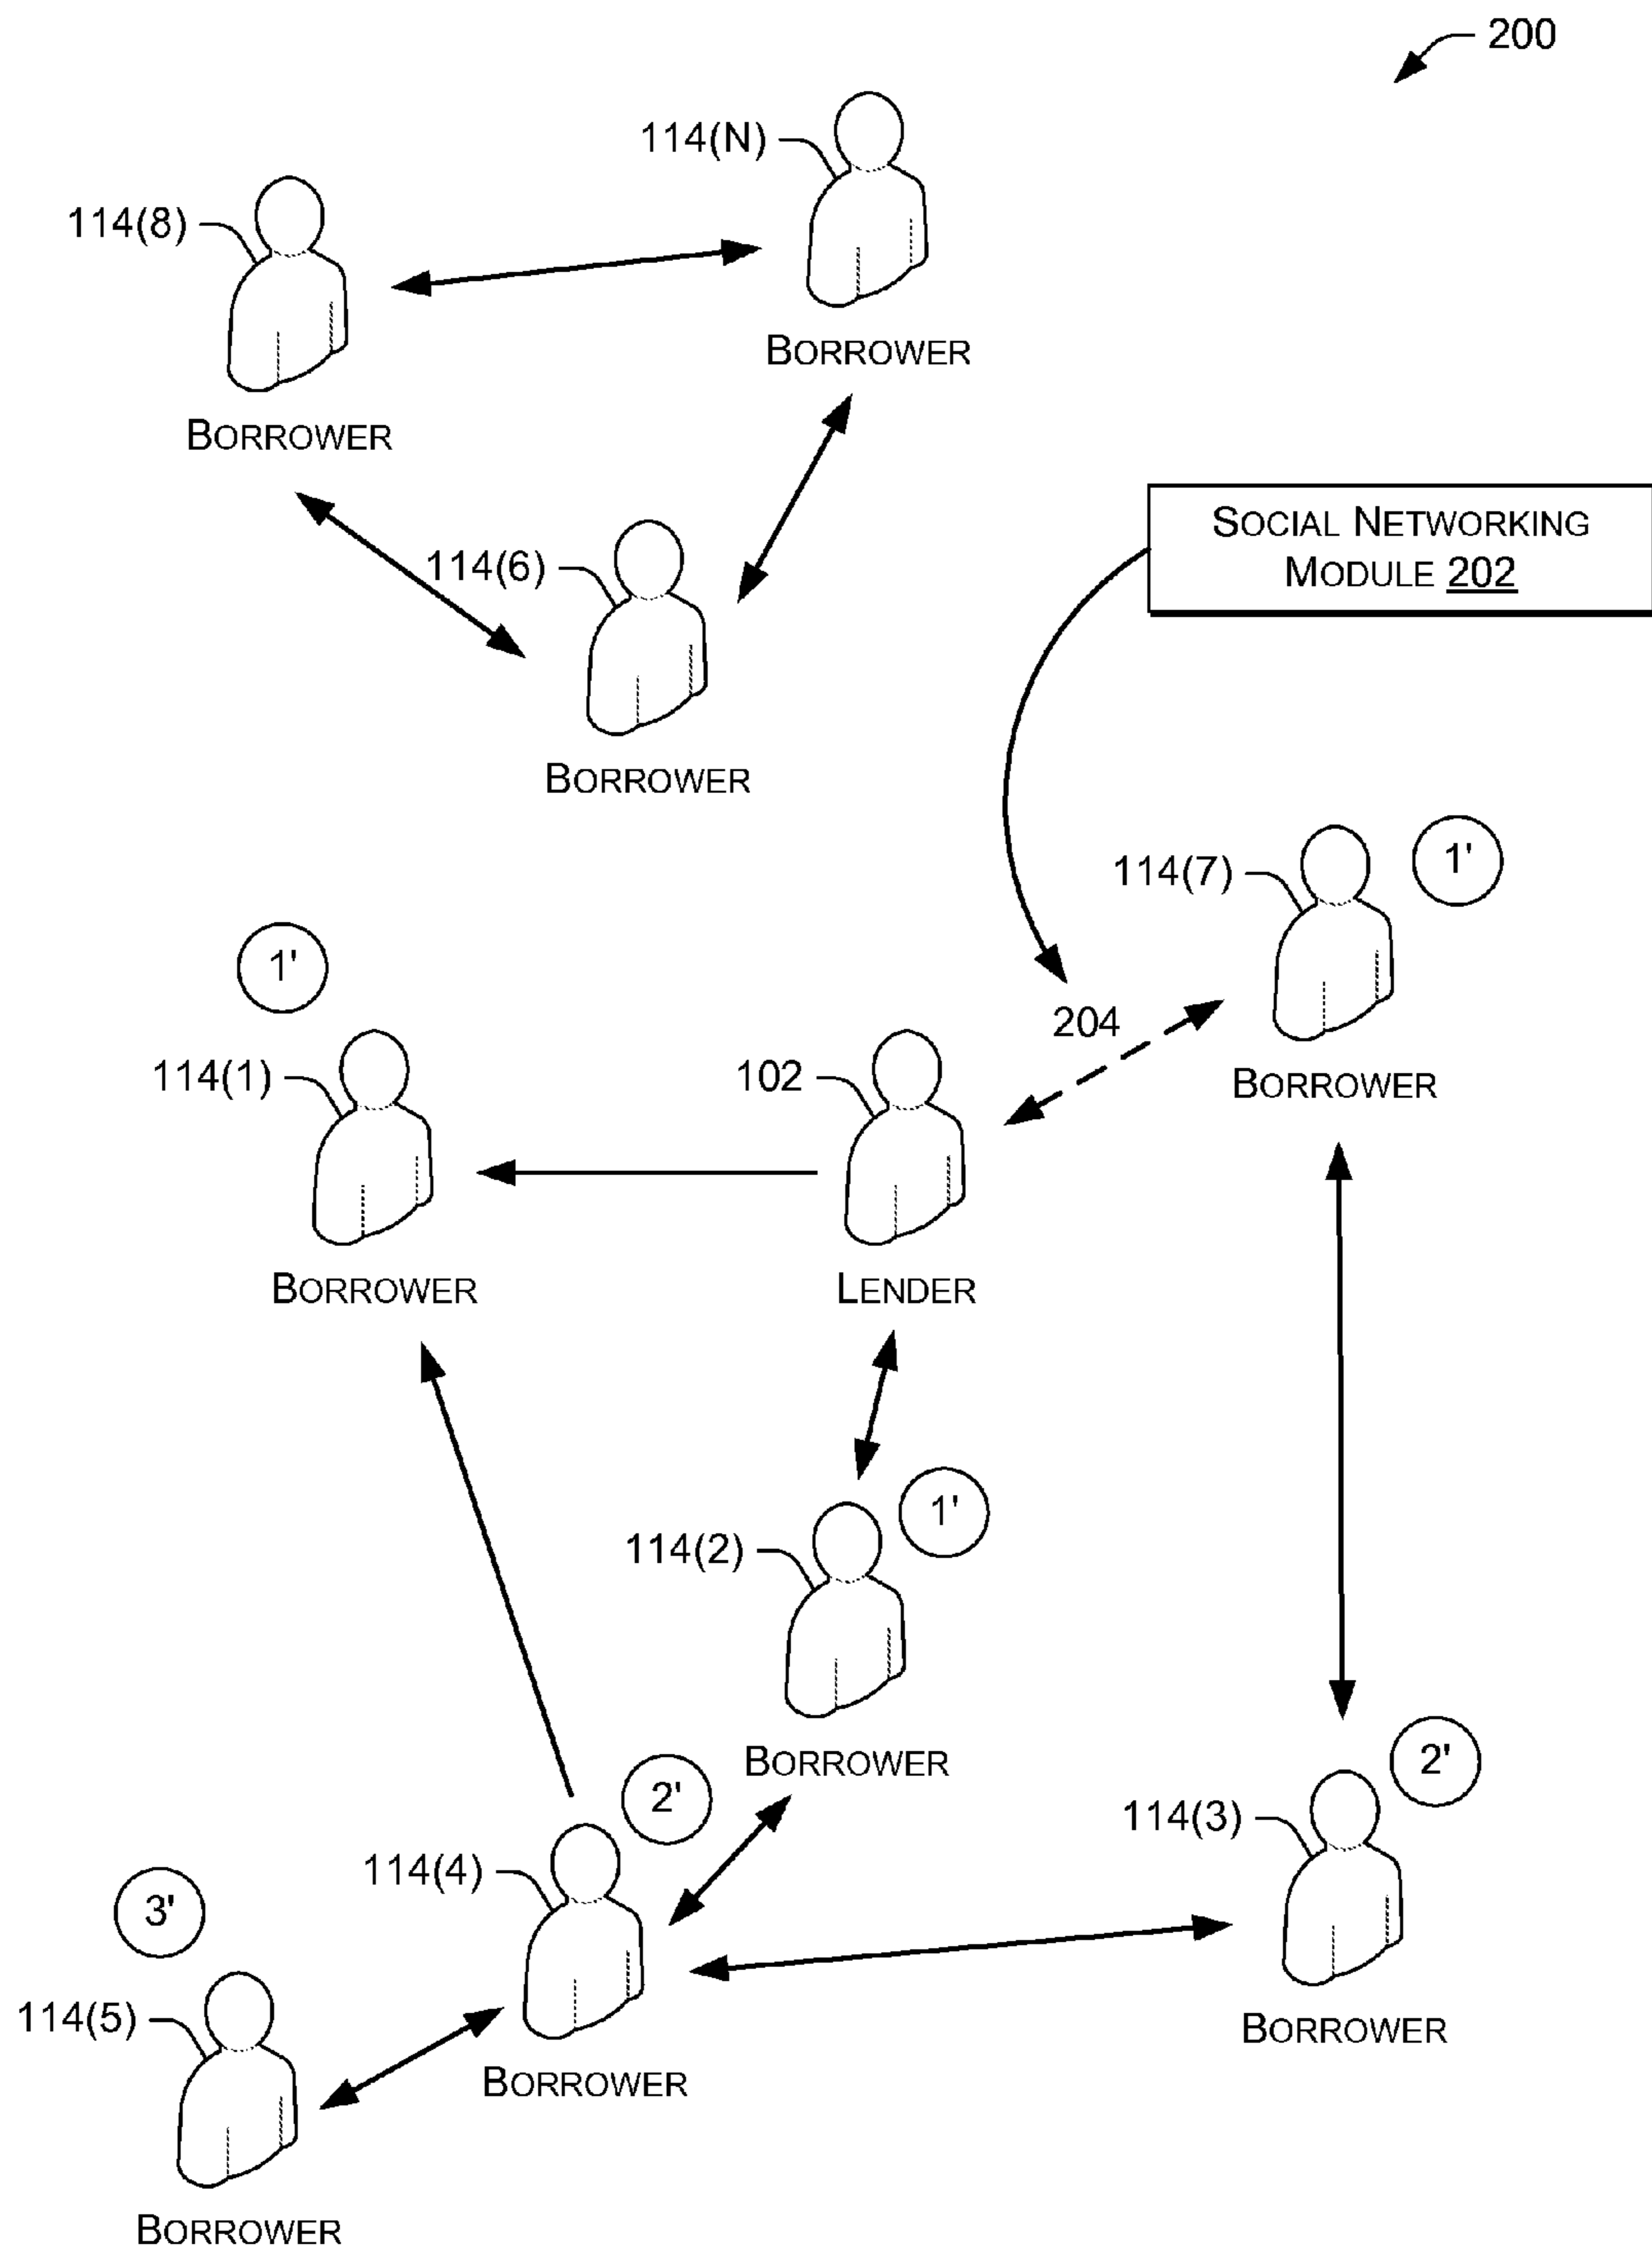 200
114(N)
114(8)
BORROWER
BORROWER
SOCIAL NETWORKING
MODULE 202
114(6)
BORROWER
114(7)
1'
1'
204
114(1)
102
BORROWER
BORROWER
LENDER
1'
114(2)
BORROWER
2'
2'
114(3)
114(4)
3'
114(5)
BORROWER
BORROWER
BORROWER